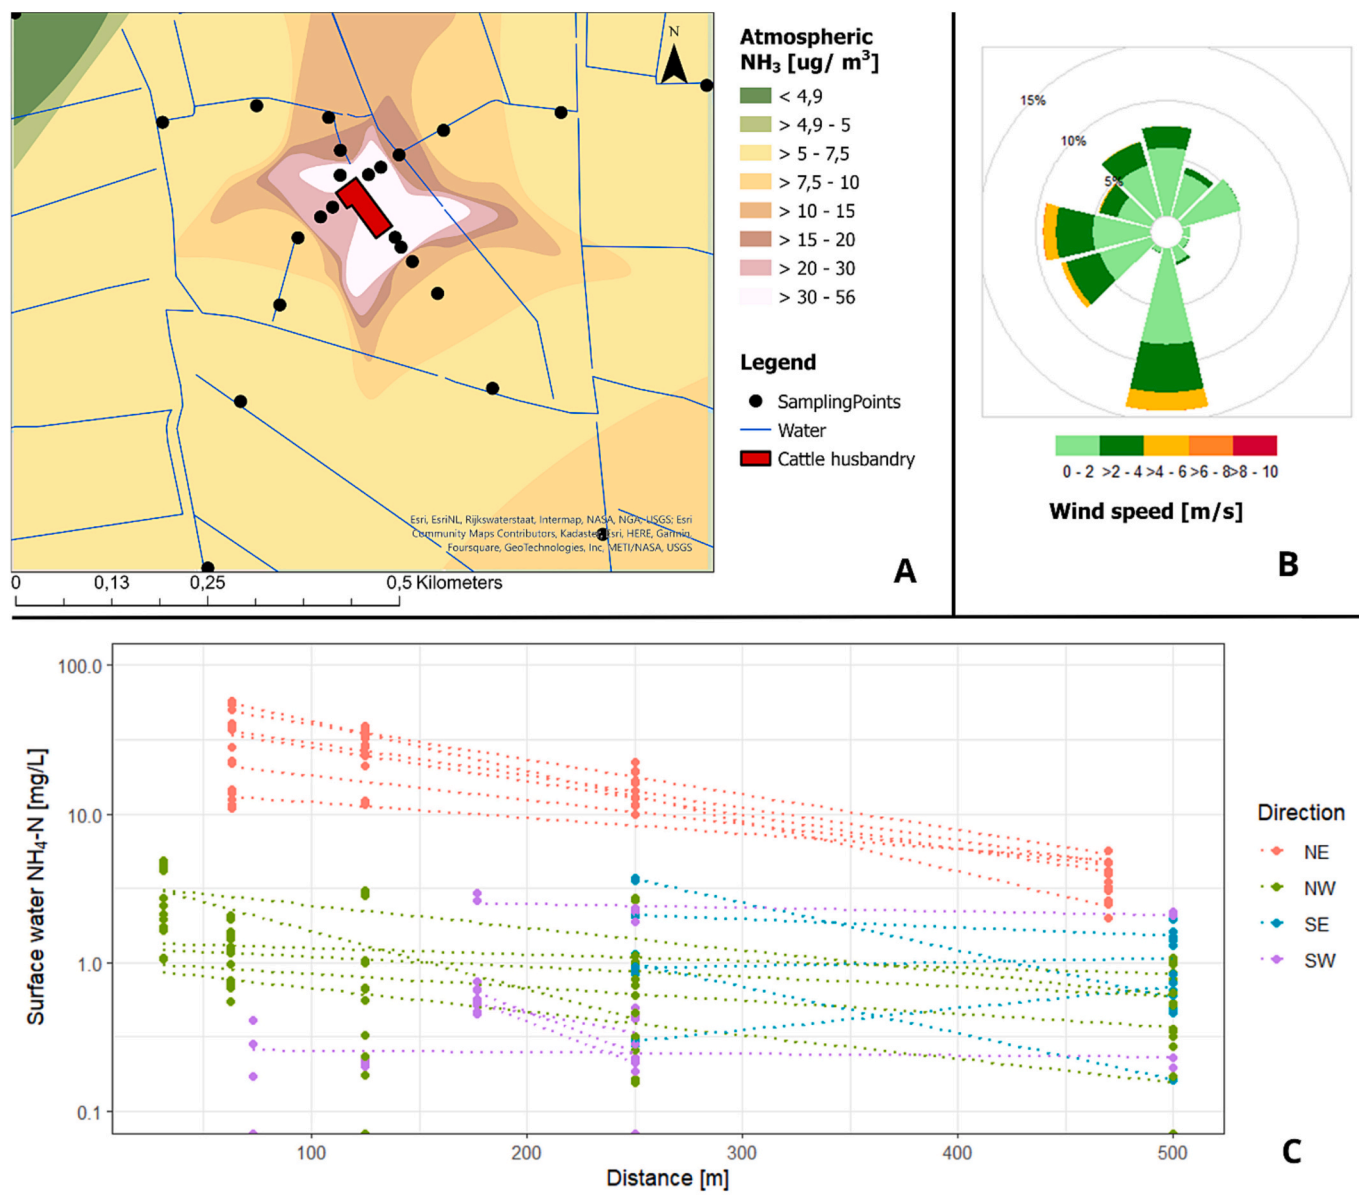 N
Atmospheric
NH₃ [ug/ m³]
< 4,9
> 4,9 - 5
> 5 - 7,5
> 7,5 - 10
> 10 - 15
> 15 - 20
> 20 - 30
> 30 - 56
Legend
SamplingPoints
Water
Cattle husbandry
Esri, EsriNL, Rijkswaterstaat, Intermap, NASA, NGA, USGS; Esri
Community Maps Contributors, Kadaster, Esri, HERE, Garmin,
Foursquare, GeoTechnologies, Inc, METI/NASA, USGS
0 0,13 0,25 0,5 Kilometers
A
15%
10%
5%
0 - 2 >2 - 4 >4 - 6 >6 - 8 >8 - 10
Wind speed [m/s]
B
Surface water NH₄-N [mg/L]
100.0
10.0
1.0
0.1
100 200 300 400 500
Distance [m]
Direction
NE
NW
SE
SW
C